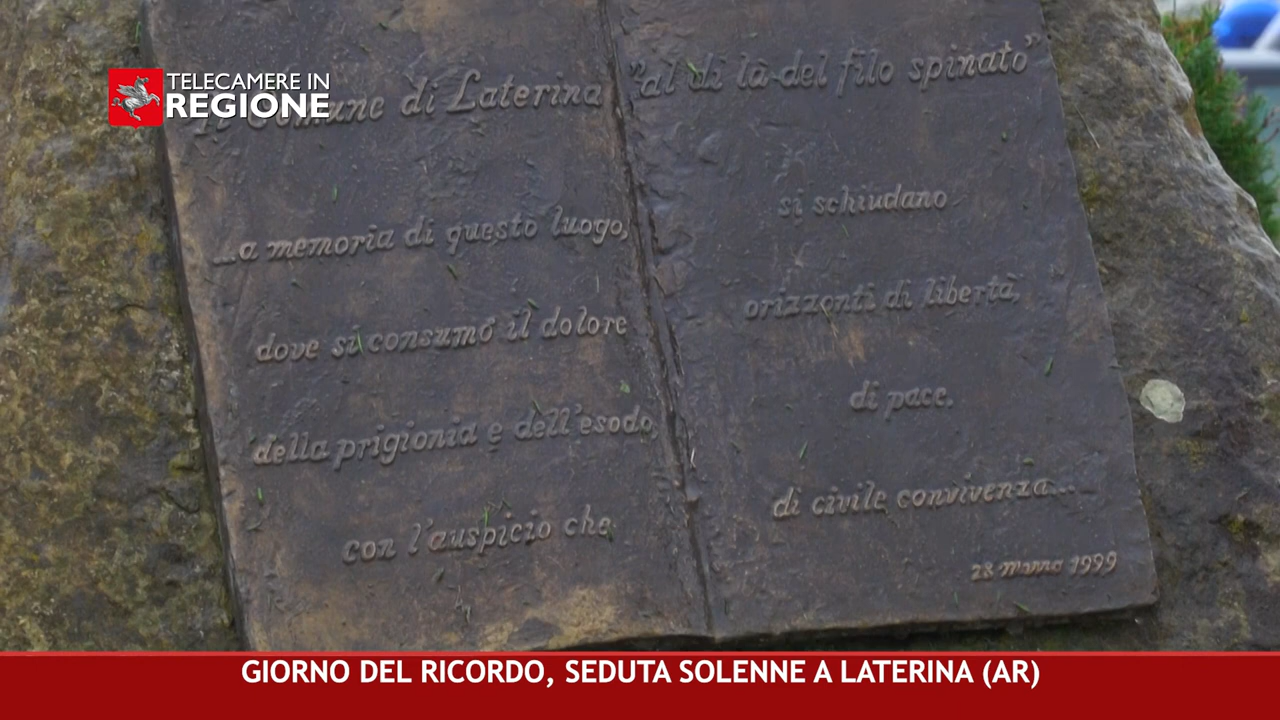 TELECAMERE IN
REGIONE
Il Comune di Laterina
...a memoria di questo luogo,
dove si consumó il dolore
della prigionia e dell'esodo,
con l'auspicio che
"al di là del filo spinato"
si schiudano
orizzonti di libertà,
di pace,
di civile convivenza...
28 Marzo 1999
GIORNO DEL RICORDO, SEDUTA SOLENNE A LATERINA (AR)